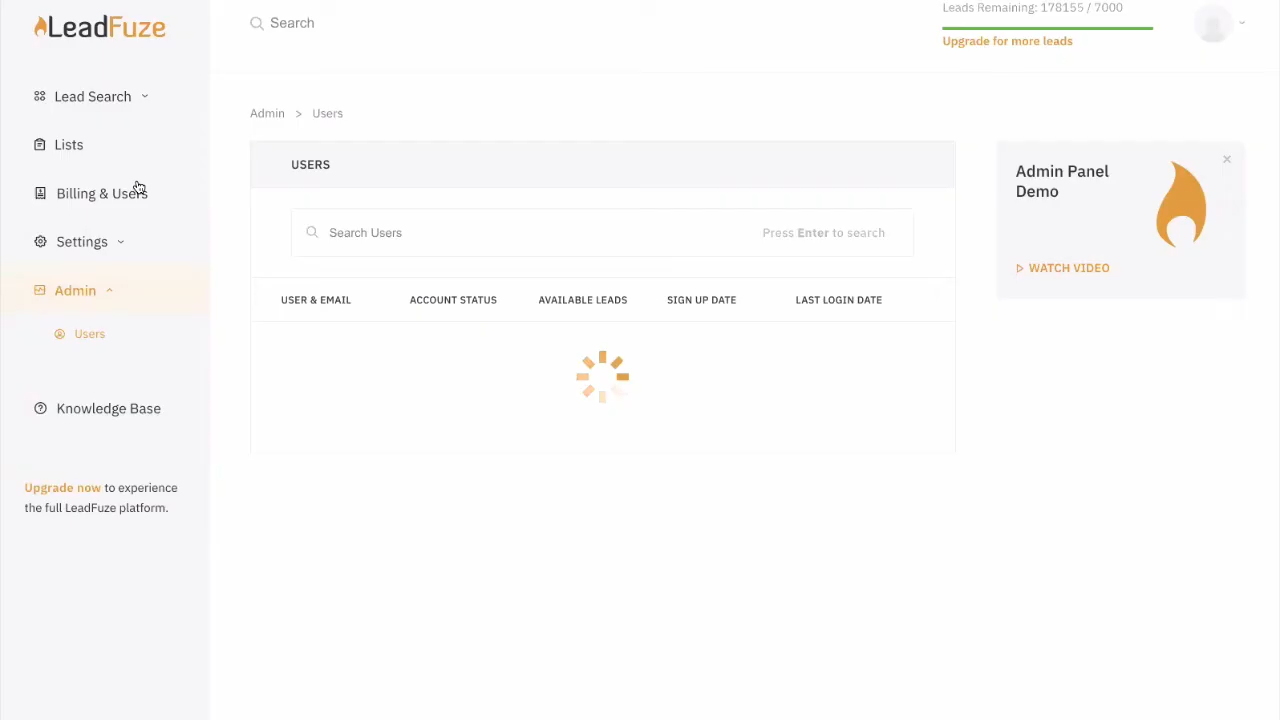 LeadFuze
Search
Leads Remaining: 178155 / 7000
Upgrade for more leads
Lead Search
Lists
Billing & Users
Settings
Admin
Users
Knowledge Base
Upgrade now to experience
the full LeadFuze platform.
Admin > Users
USERS
Search Users
Press Enter to search
USER & EMAIL ACCOUNT STATUS AVAILABLE LEADS SIGN UP DATE LAST LOGIN DATE
Admin Panel
Demo
WATCH VIDEO